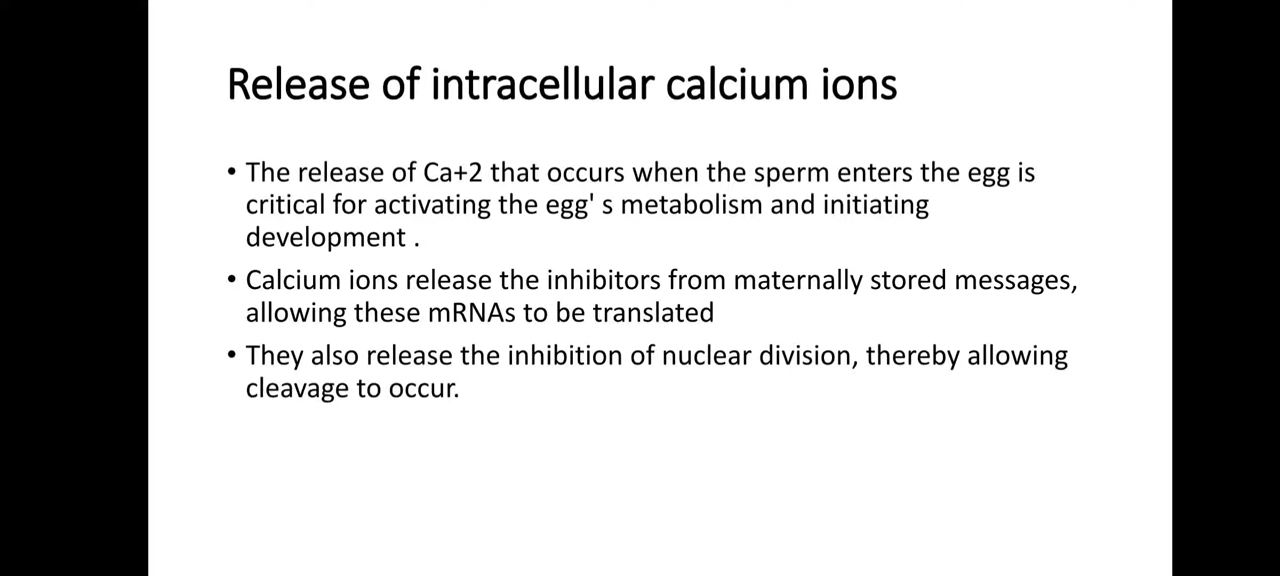 Release of intracellular calcium ions
• The release of Ca+2 that occurs when the sperm enters the egg is
critical for activating the egg' s metabolism and initiating
development .
• Calcium ions release the inhibitors from maternally stored messages,
allowing these mRNAs to be translated
• They also release the inhibition of nuclear division, thereby allowing
cleavage to occur.